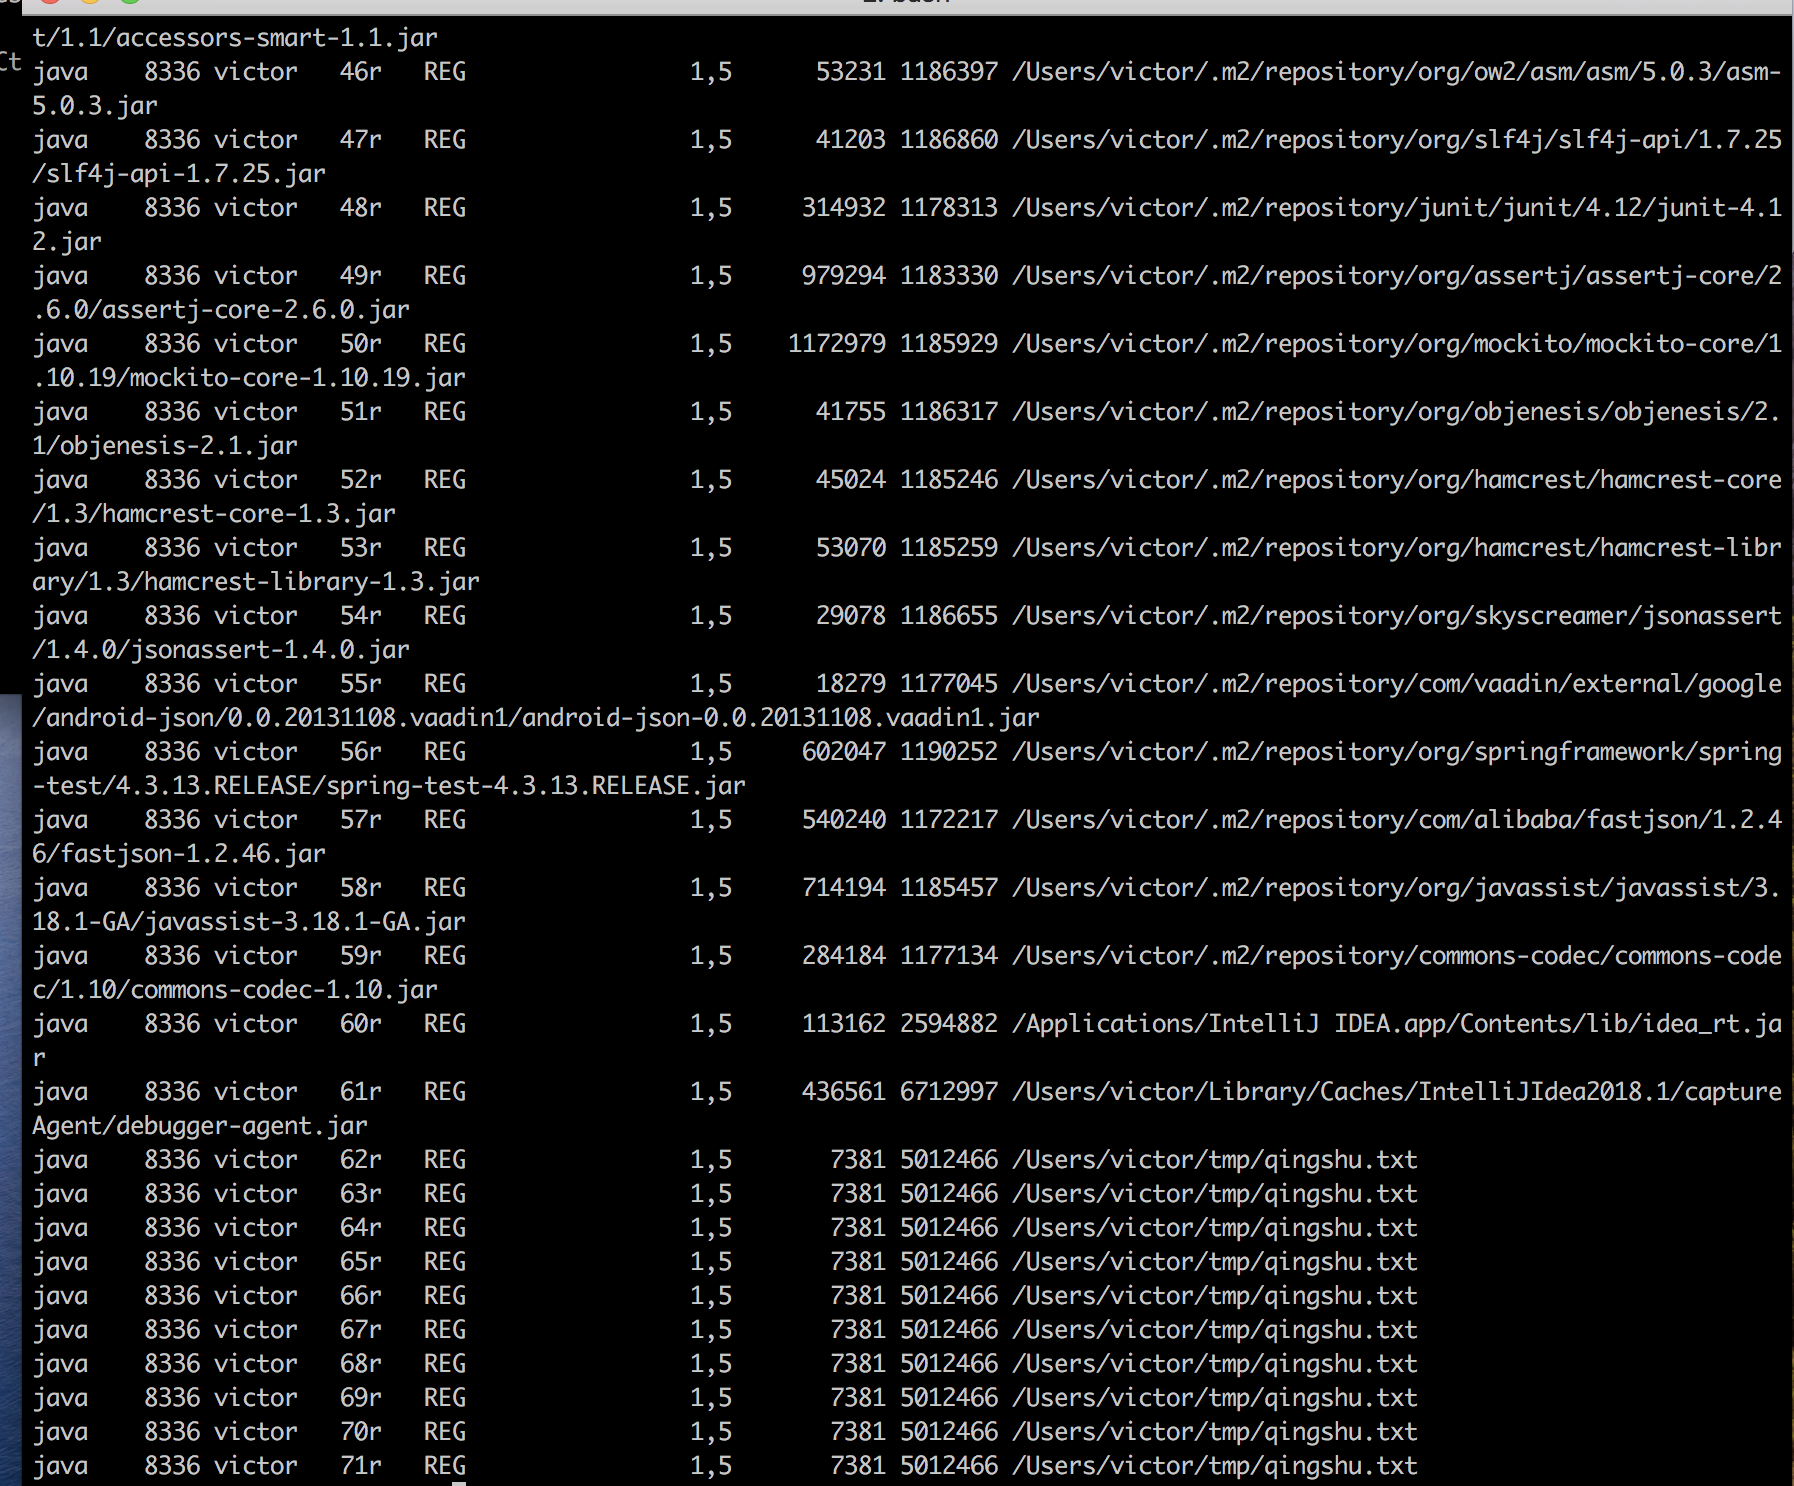 t/1.1/accessors-smart-1.1.jar
Ct
java    8336 victor   46r   REG                1,5      53231 1186397 /Users/victor/.m2/repository/org/ow2/asm/asm/5.0.3/asm-
5.0.3.jar
java    8336 victor   47r   REG                1,5      41203 1186860 /Users/victor/.m2/repository/org/slf4j/slf4j-api/1.7.25
/slf4j-api-1.7.25.jar
java    8336 victor   48r   REG                1,5     314932 1178313 /Users/victor/.m2/repository/junit/junit/4.12/junit-4.1
2.jar
java    8336 victor   49r   REG                1,5     979294 1183330 /Users/victor/.m2/repository/org/assertj/assertj-core/2
.6.0/assertj-core-2.6.0.jar
java    8336 victor   50r   REG                1,5    1172979 1185929 /Users/victor/.m2/repository/org/mockito/mockito-core/1
.10.19/mockito-core-1.10.19.jar
java    8336 victor   51r   REG                1,5      41755 1186317 /Users/victor/.m2/repository/org/objenesis/objenesis/2.
1/objenesis-2.1.jar
java    8336 victor   52r   REG                1,5      45024 1185246 /Users/victor/.m2/repository/org/hamcrest/hamcrest-core
/1.3/hamcrest-core-1.3.jar
java    8336 victor   53r   REG                1,5      53070 1185259 /Users/victor/.m2/repository/org/hamcrest/hamcrest-libr
ary/1.3/hamcrest-library-1.3.jar
java    8336 victor   54r   REG                1,5      29078 1186655 /Users/victor/.m2/repository/org/skyscreamer/jsonassert
/1.4.0/jsonassert-1.4.0.jar
java    8336 victor   55r   REG                1,5      18279 1177045 /Users/victor/.m2/repository/com/vaadin/external/google
/android-json/0.0.20131108.vaadin1/android-json-0.0.20131108.vaadin1.jar
java    8336 victor   56r   REG                1,5     602047 1190252 /Users/victor/.m2/repository/org/springframework/spring
-test/4.3.13.RELEASE/spring-test-4.3.13.RELEASE.jar
java    8336 victor   57r   REG                1,5     540240 1172217 /Users/victor/.m2/repository/com/alibaba/fastjson/1.2.4
6/fastjson-1.2.46.jar
java    8336 victor   58r   REG                1,5     714194 1185457 /Users/victor/.m2/repository/org/javassist/javassist/3.
18.1-GA/javassist-3.18.1-GA.jar
java    8336 victor   59r   REG                1,5     284184 1177134 /Users/victor/.m2/repository/commons-codec/commons-code
c/1.10/commons-codec-1.10.jar
java    8336 victor   60r   REG                1,5     113162 2594882 /Applications/IntelliJ IDEA.app/Contents/lib/idea_rt.ja
r
java    8336 victor   61r   REG                1,5     436561 6712997 /Users/victor/Library/Caches/IntelliJIdea2018.1/capture
Agent/debugger-agent.jar
java    8336 victor   62r   REG                1,5       7381 5012466 /Users/victor/tmp/qingshu.txt
java    8336 victor   63r   REG                1,5       7381 5012466 /Users/victor/tmp/qingshu.txt
java    8336 victor   64r   REG                1,5       7381 5012466 /Users/victor/tmp/qingshu.txt
java    8336 victor   65r   REG                1,5       7381 5012466 /Users/victor/tmp/qingshu.txt
java    8336 victor   66r   REG                1,5       7381 5012466 /Users/victor/tmp/qingshu.txt
java    8336 victor   67r   REG                1,5       7381 5012466 /Users/victor/tmp/qingshu.txt
java    8336 victor   68r   REG                1,5       7381 5012466 /Users/victor/tmp/qingshu.txt
java    8336 victor   69r   REG                1,5       7381 5012466 /Users/victor/tmp/qingshu.txt
java    8336 victor   70r   REG                1,5       7381 5012466 /Users/victor/tmp/qingshu.txt
java    8336 victor   71r   REG                1,5       7381 5012466 /Users/victor/tmp/qingshu.txt